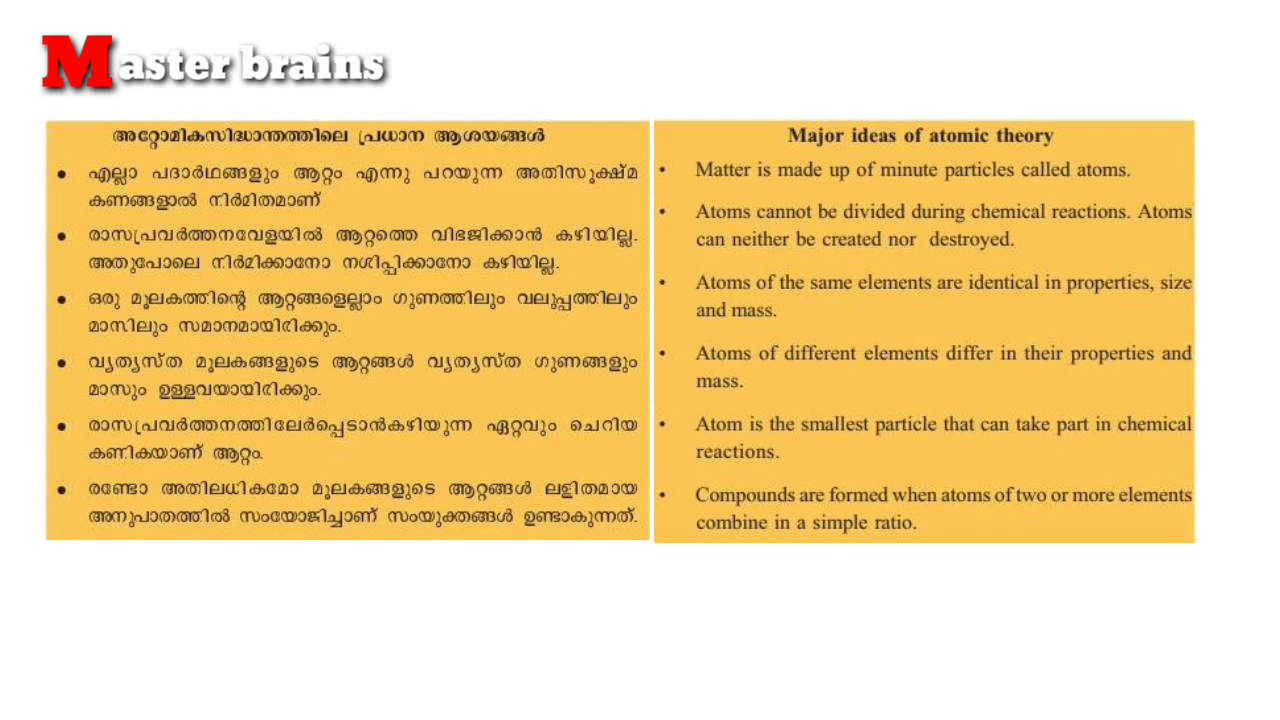 Master brains
അറ്റോമികസിദ്ധാന്തത്തിലെ പ്രധാന ആശയങ്ങൾ
● എല്ലാ പദാർഥങ്ങളും ആറ്റം എന്നു പറയുന്ന അതിസൂക്ഷ്മ
കണങ്ങളാൽ നിർമിതമാണ്
● രാസപ്രവർത്തനവേളയിൽ ആറ്റത്തെ വിഭജിക്കാൻ കഴിയില്ല.
അതുപോലെ നിർമിക്കാനോ നശിപ്പിക്കാനോ കഴിയില്ല.
● ഒരു മൂലകത്തിന്റെ ആറ്റങ്ങളെല്ലാം ഗുണത്തിലും വലുപ്പത്തിലും
മാസിലും സമാനമായിരിക്കും.
● വ്യത്യസ്ത മൂലകങ്ങളുടെ ആറ്റങ്ങൾ വ്യത്യസ്ത ഗുണങ്ങളും
മാസും ഉള്ളവയായിരിക്കും.
● രാസപ്രവർത്തനത്തിലേർപ്പെടാൻകഴിയുന്ന ഏറ്റവും ചെറിയ
കണികയാണ് ആറ്റം.
● രണ്ടോ അതിലധികമോ മൂലകങ്ങളുടെ ആറ്റങ്ങൾ ലളിതമായ
അനുപാതത്തിൽ സംയോജിച്ചാണ് സംയുക്തങ്ങൾ ഉണ്ടാകുന്നത്.
Major ideas of atomic theory
• Matter is made up of minute particles called atoms.
• Atoms cannot be divided during chemical reactions. Atoms
can neither be created nor destroyed.
• Atoms of the same elements are identical in properties, size
and mass.
• Atoms of different elements differ in their properties and
mass.
• Atom is the smallest particle that can take part in chemical
reactions.
• Compounds are formed when atoms of two or more elements
combine in a simple ratio.